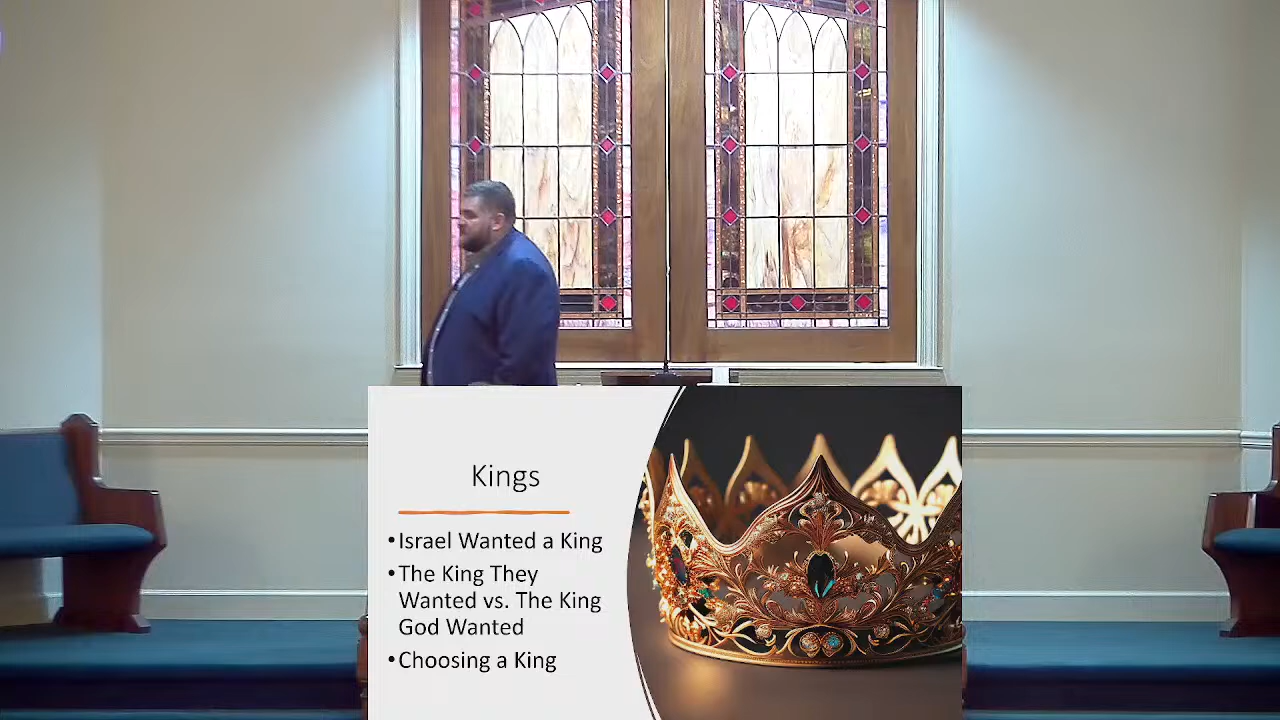 Kings
•Israel Wanted a King
•The King They
Wanted vs. The King
God Wanted
•Choosing a King